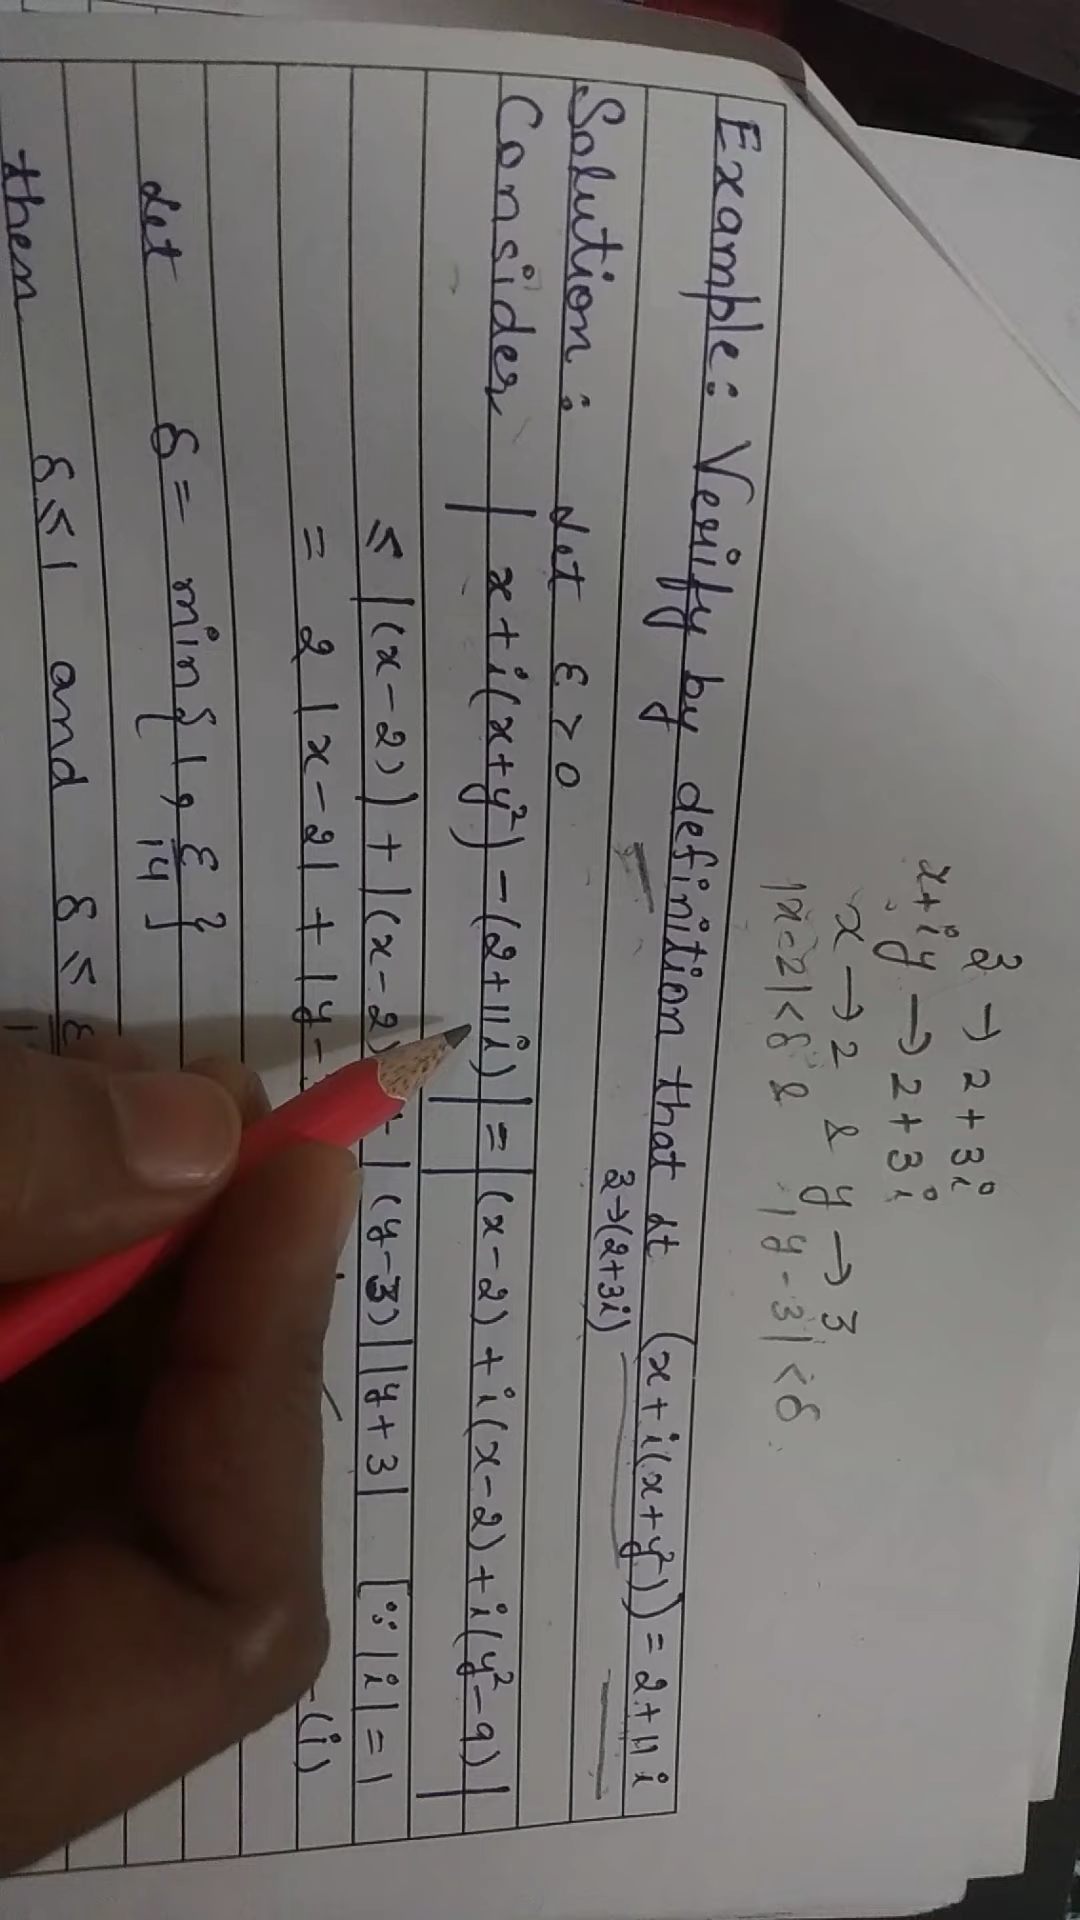 z → 2 + 3i
x + iy → 2 + 3i
x → 2 & y → 3
|x-2| < δ & |y-3| < δ
Example: Verify by definition that lt (x+i(x+y²)) = 2+11i
z→(2+3i)
Solution: Let ε > 0
Consider | x+i(x+y²) - (2+11i) | = | (x-2) + i(x-2) + i(y²-9) |
≤ |(x-2)| + |(x-2)| + |(y-3)||y+3| [∵ |i| = 1
= 2 |x-2| + |y- -(i)
Let δ = min{1, ε/14}
then δ ≤ 1 and δ ≤ ε